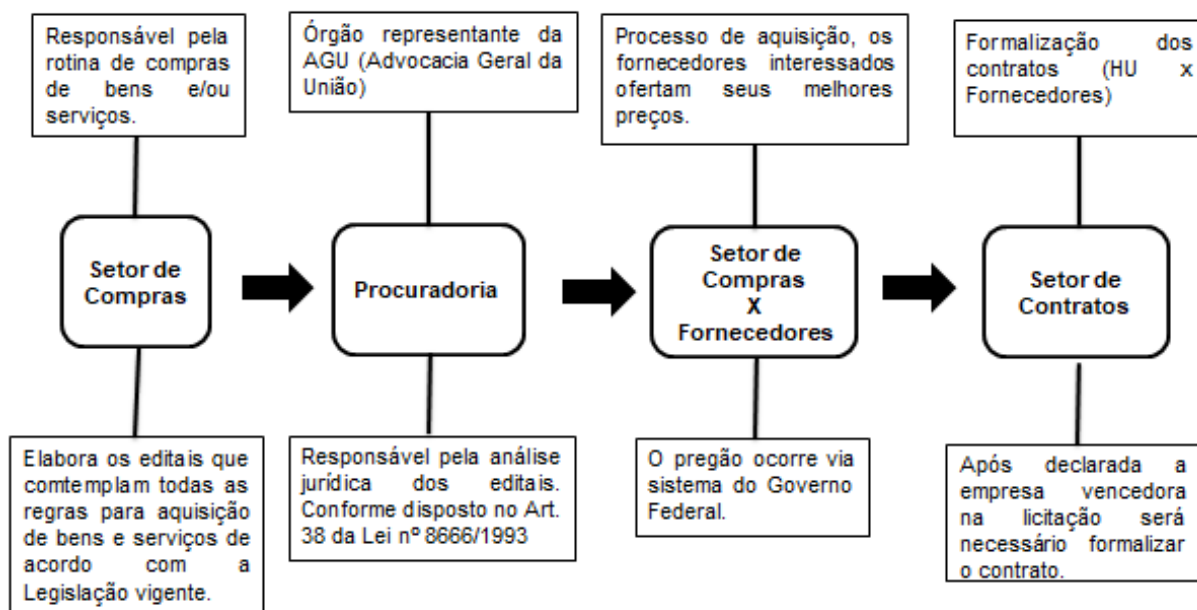 Responsável pela
rotina de compras
de bens e/ou
serviços.
Órgão representante da
AGU (Advocacia Geral da
União)
Processo de aquisição, os
fornecedores interessados
ofertam seus melhores
preços.
Formalização dos
contratos (HU x
Fornecedores)
Setor de
Compras
Procuradoria
Setor de
Compras
X
Fornecedores
Setor de
Contratos
Elabora os editais que
comtemplam todas as
regras para aquisição
de bens e serviços de
acordo com a
Legislação vigente.
Responsável pela análise
jurídica dos editais.
Conforme disposto no Art.
38 da Lei nº 8666/1993
O pregão ocorre via
sistema do Governo
Federal.
Após declarada a
empresa vencedora
na licitação será
necessário formalizar
o contrato.